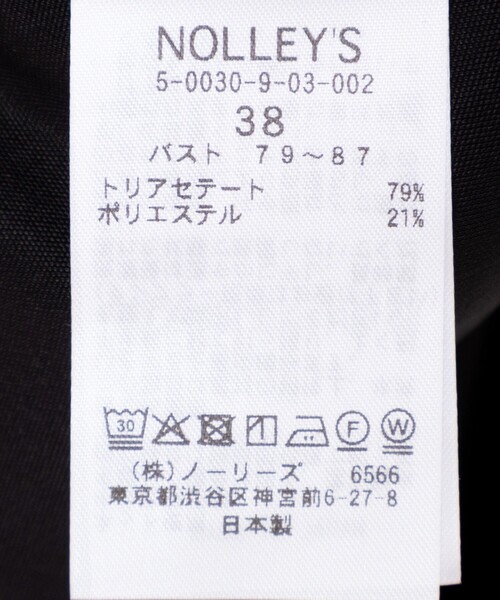 NOLLEY'S
5-0030-9-03-002
38
バスト 79～87
トリアセテート 79%
ポリエステル 21%
30 F W
(株)ノーリーズ 6566
東京都渋谷区神宮前6-27-8
日本製